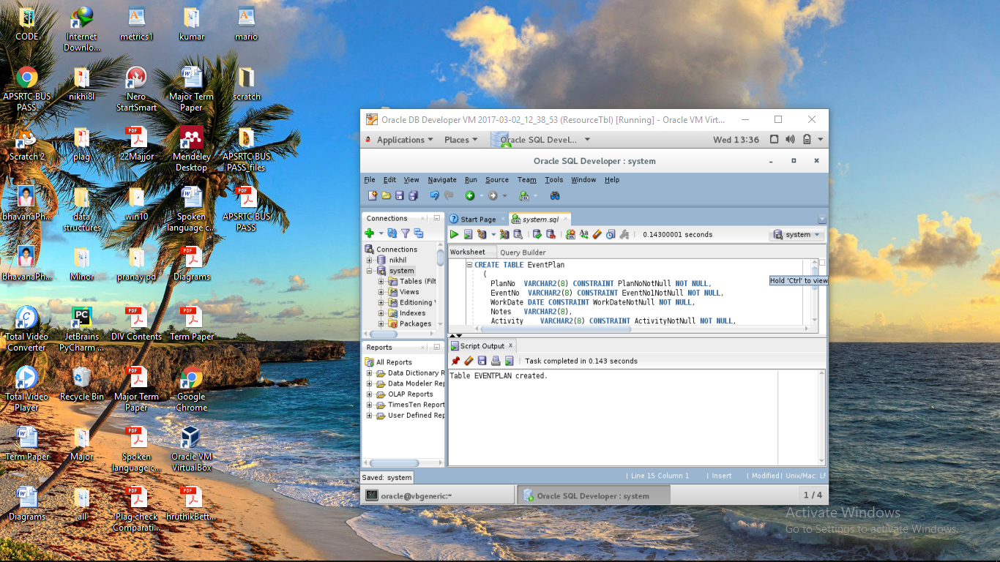 CODE
Internet
Downlo...
metrics1
kumar
mario
APSRTC BUS
PASS
nikhi8l
Nero
StartSmart
Major Term
Paper
scratch
Scratch 2
plag
22Majjor
Mendeley
Desktop
APSRTC BUS
PASS_files
bhavanaPh...
data
structures
win10
Spoken
language c...
APSRTC BUS
PASS
bhavanaPh...
Minor
pranay pd
Diagrams
Total Video
Converter
JetBrains
PyCharm ...
DIV Contents
Term Paper
Total Video
Player
Recycle Bin
Major Term
Paper
Google
Chrome
Term Paper
Major
Spoken
language c...
Oracle VM
VirtualBox
Diagrams
all
Plag check
Comparati...
hruthikBett...
Oracle DB Developer VM 2017-03-02_12_38_53 (ResourceTbl) [Running] - Oracle VM Virt...
Applications Places Oracle SQL Devel... Wed 13:36
Oracle SQL Developer : system
File Edit View Navigate Run Source Team Tools Window Help
Connections
Connections
nikhil
system
Tables (Filt
Views
Editioning
Indexes
Packages
Start Page system.sql
0.14300001 seconds system
Worksheet Query Builder
CREATE TABLE EventPlan
(
PlanNo VARCHAR2(8) CONSTRAINT PlanNoNotNull NOT NULL,
EventNo VARCHAR2(8) CONSTRAINT EventNo1NotNull NOT NULL,
WorkDate DATE CONSTRAINT WorkDateNotNull NOT NULL,
Notes VARCHAR2(8),
Activity VARCHAR2(8) CONSTRAINT ActivityNotNull NOT NULL,
Hold 'Ctrl' to view
Reports
All Reports
Data Dictionary R
Data Modeler Rep
OLAP Reports
TimesTen Report
User Defined Rep
Script Output x
Task completed in 0.143 seconds
Table EVENTPLAN created.
Saved: system
| Line 15 Column 1 | Insert | Modified | Unix/Mac: LF
oracle@vbgeneric:~ Oracle SQL Developer : system 1 / 4
Activate Windows
Go to Settings to activate Windows.